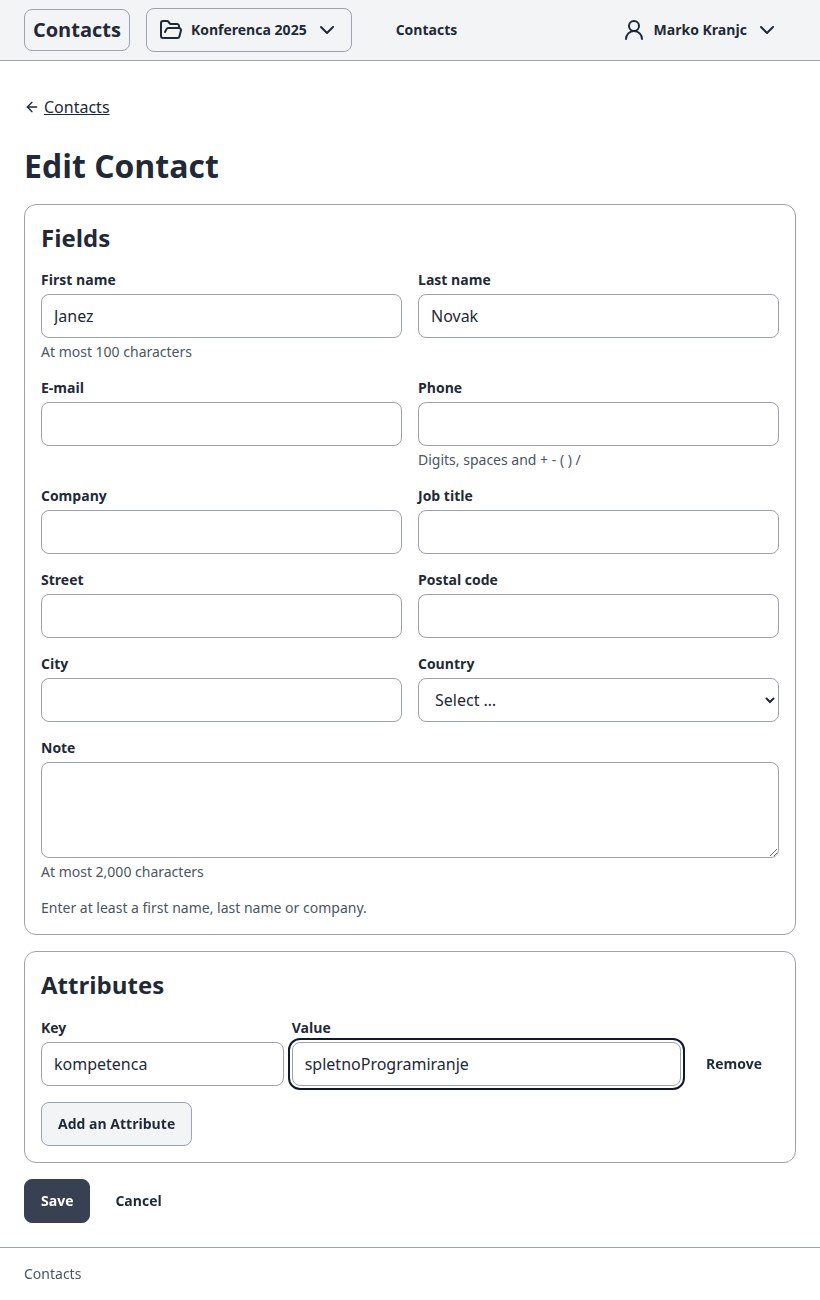 Contacts Konferenca 2025 Contacts Marko Kranjc
← Contacts
Edit Contact
Fields
First name Last name
Janez Novak
At most 100 characters
E-mail Phone
Digits, spaces and + - ( ) /
Company Job title
Street Postal code
City Country
Select ...
Note
At most 2,000 characters
Enter at least a first name, last name or company.
Attributes
Key Value
kompetenca spletnoProgramiranje Remove
Add an Attribute
Save Cancel
Contacts